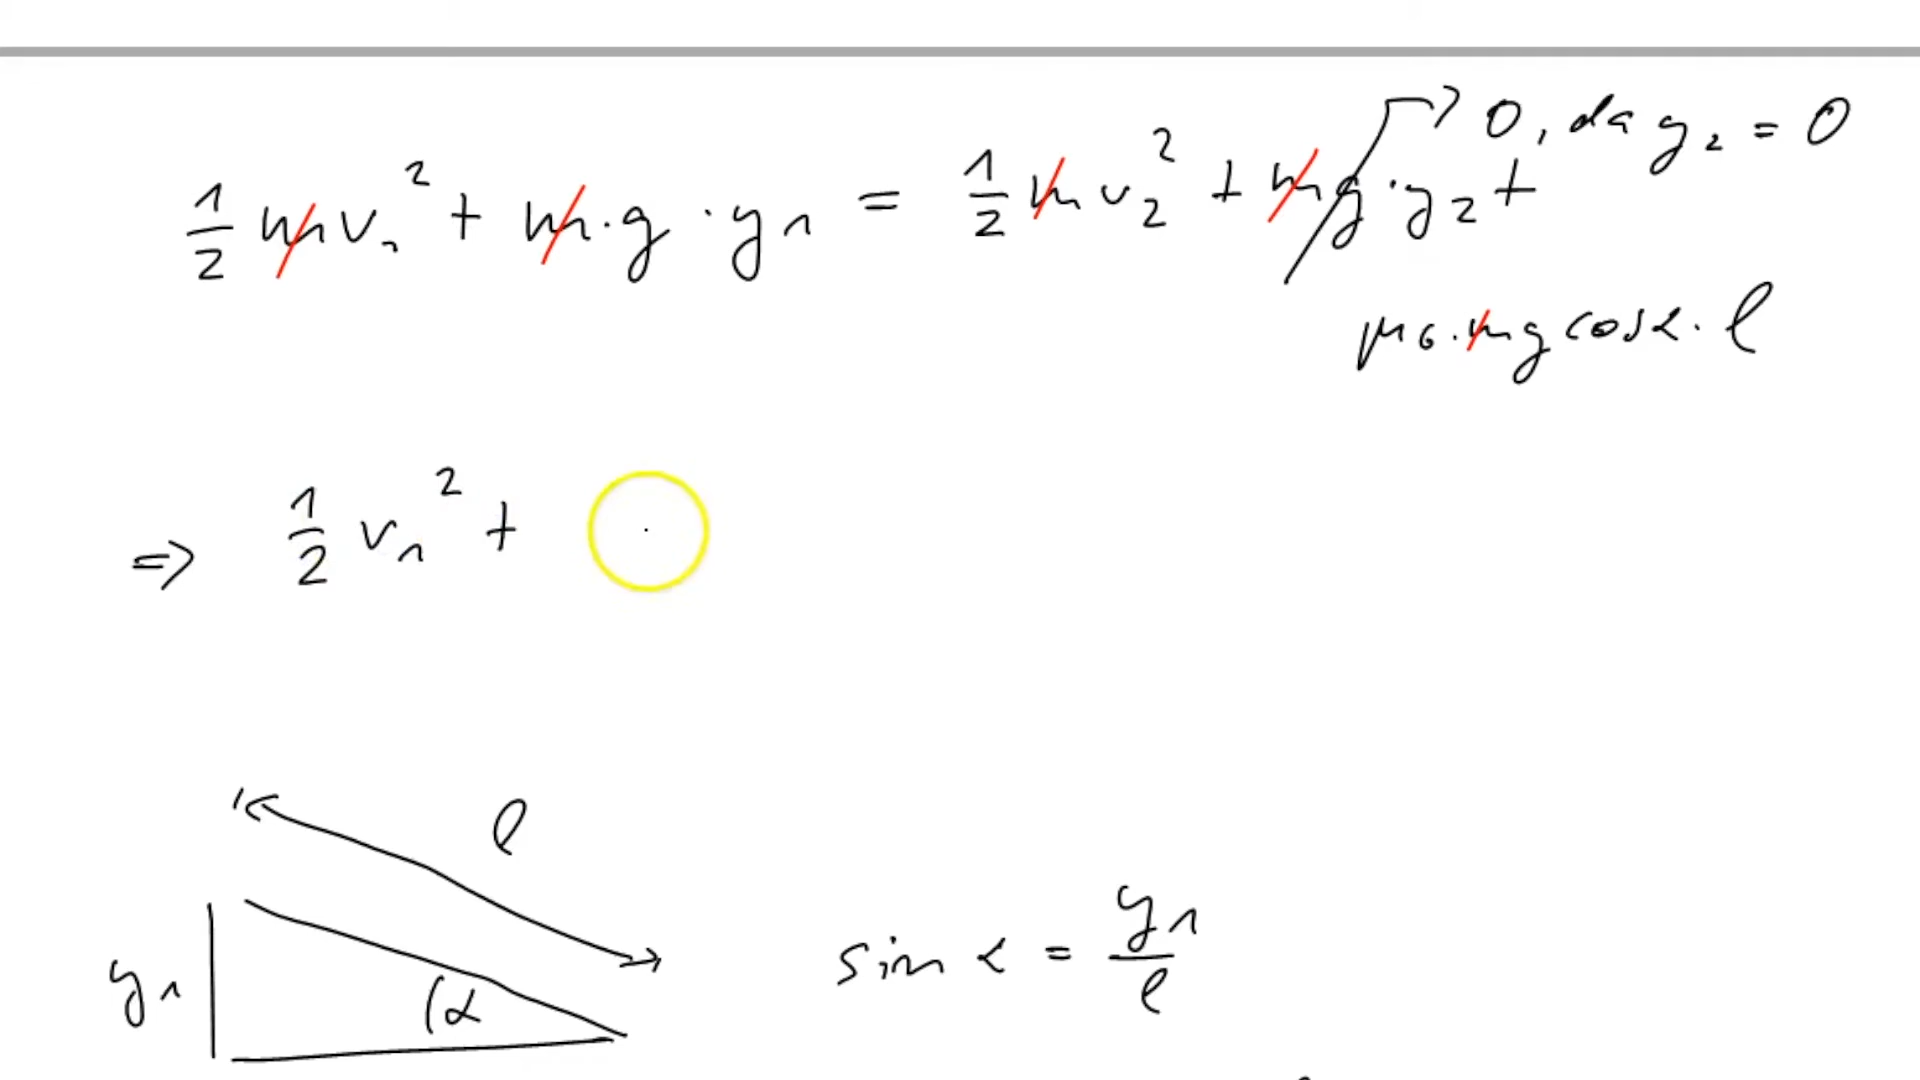 → 0, da y₂ = 0
½ m v₁² + m · g · y₁ = ½ m v₂² + m g · y₂ +
μG · m g cos α · l
=> ½ v₁² +
l
y₁
α
sin α = y₁/l